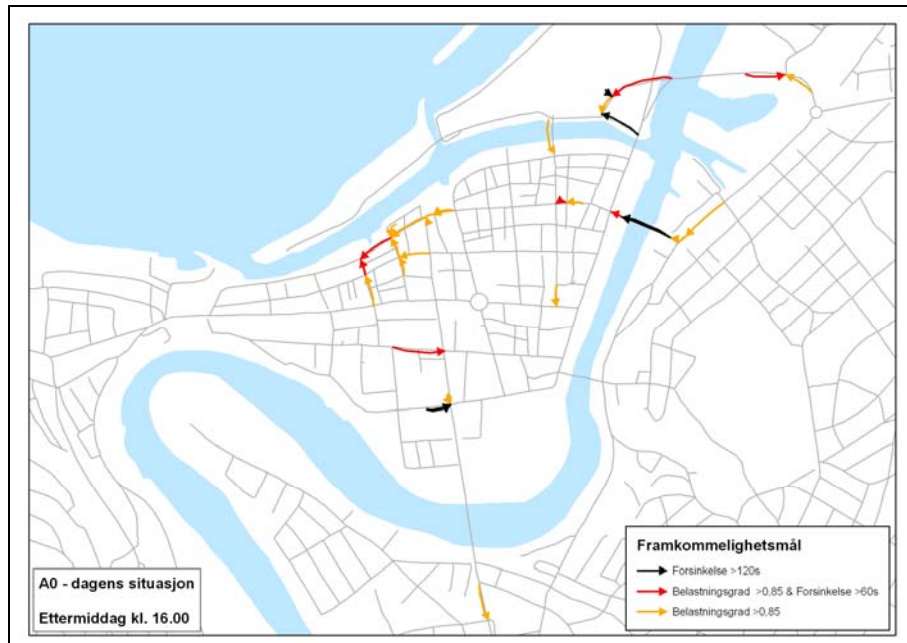 A0 - dagens situasjon
Ettermiddag kl. 16.00
Framkommelighetsmål
Forsinkelse >120s
Belastningsgrad >0,85 & Forsinkelse >60s
Belastningsgrad >0,85